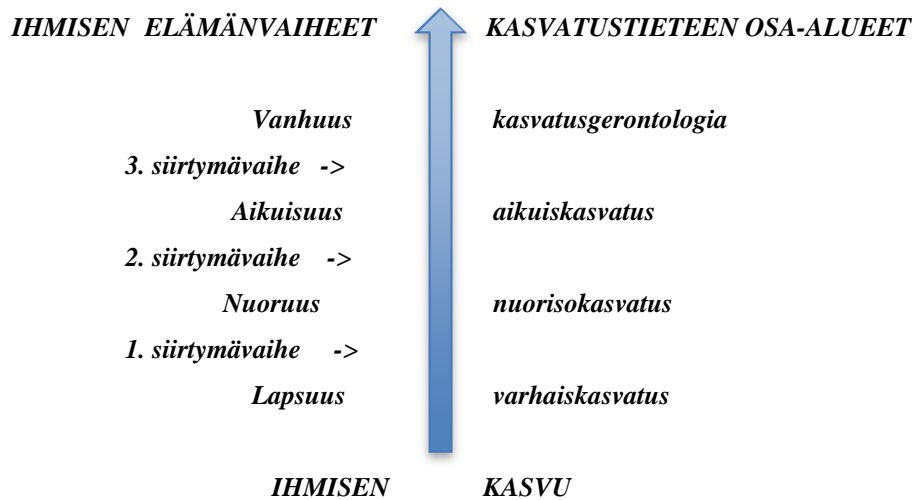 IHMISEN ELÄMÄNVAIHEET KASVATUSTIETEEN OSA-ALUEET
Vanhuus kasvatusgerontologia
3. siirtymävaihe ->
Aikuisuus aikuiskasvatus
2. siirtymävaihe ->
Nuoruus nuorisokasvatus
1. siirtymävaihe ->
Lapsuus varhaiskasvatus
IHMISEN KASVU